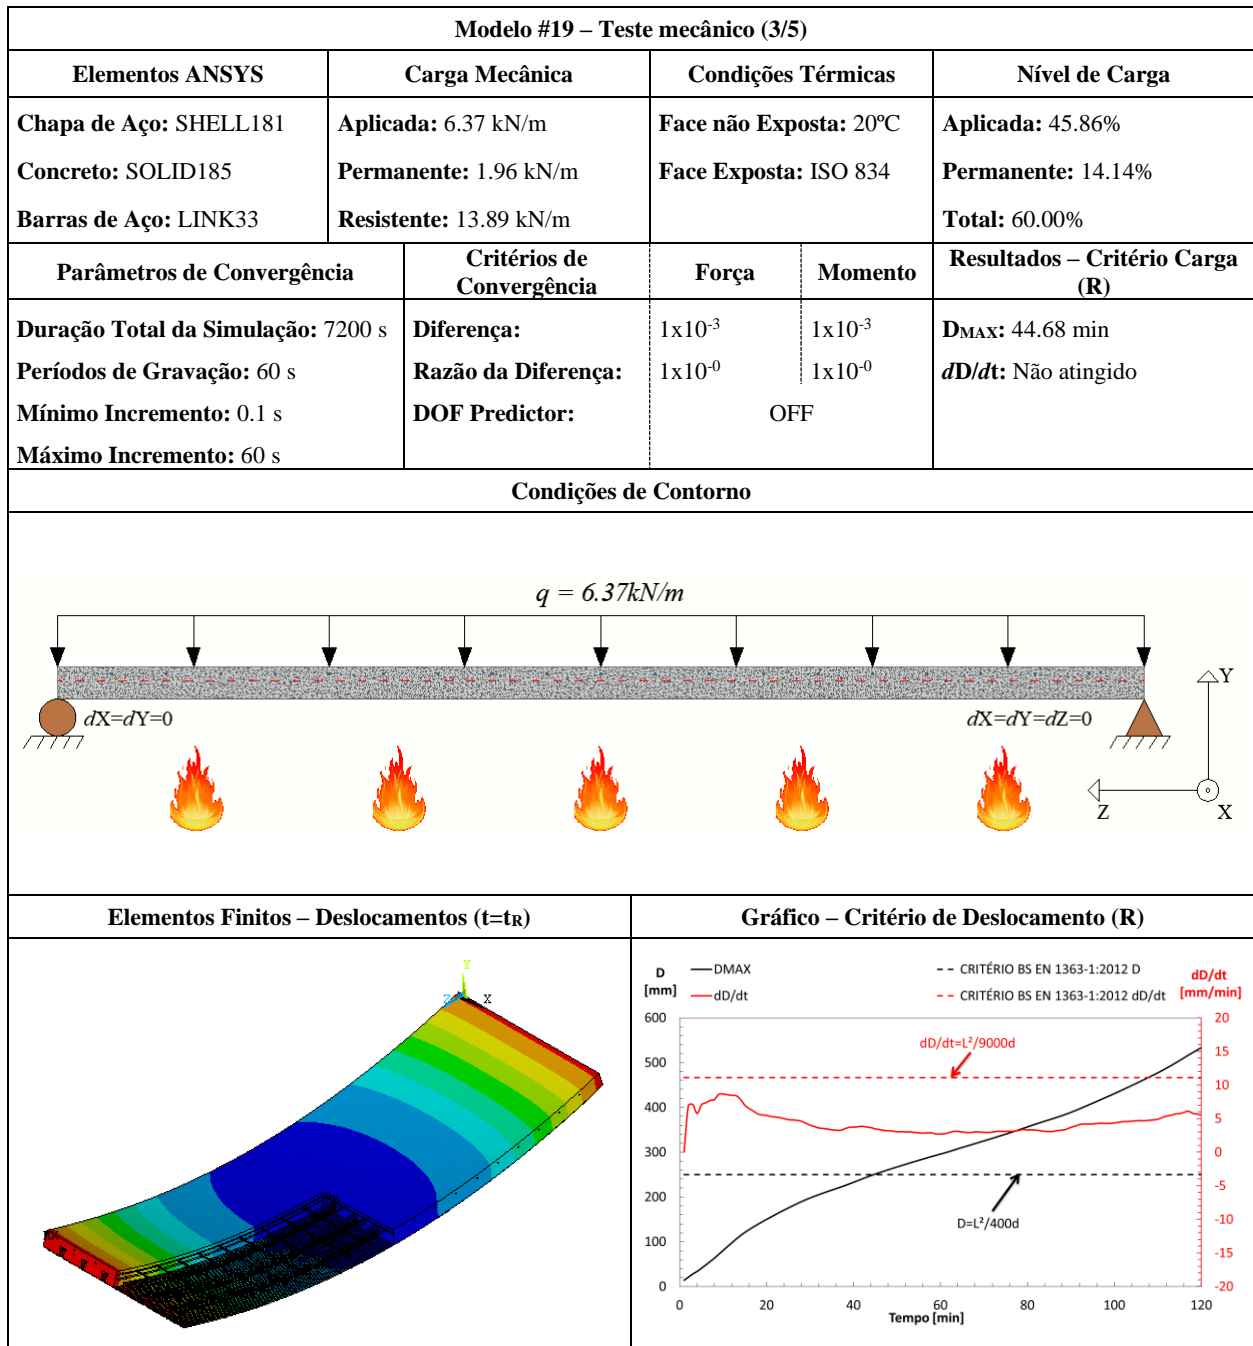 Modelo #19 – Teste mecânico (3/5)
Elementos ANSYS
Carga Mecânica
Condições Térmicas
Nível de Carga
Chapa de Aço: SHELL181
Concreto: SOLID185
Barras de Aço: LINK33
Aplicada: 6.37 kN/m
Permanente: 1.96 kN/m
Resistente: 13.89 kN/m
Face não Exposta: 20ºC
Face Exposta: ISO 834
Aplicada: 45.86%
Permanente: 14.14%
Total: 60.00%
Parâmetros de Convergência
Critérios de
Convergência
Força
Momento
Resultados – Critério Carga
(R)
Duração Total da Simulação: 7200 s
Períodos de Gravação: 60 s
Mínimo Incremento: 0.1 s
Máximo Incremento: 60 s
Diferença: 1x10⁻³ 1x10⁻³
Razão da Diferença: 1x10⁻⁰ 1x10⁻⁰
DOF Predictor: OFF
DMAX: 44.68 min
dD/dt: Não atingido
Condições de Contorno
q = 6.37kN/m
dX=dY=0
dX=dY=dZ=0
Y
Z
X
Elementos Finitos – Deslocamentos (t=tR)
Gráfico – Critério de Deslocamento (R)
Y
Z
X
MX
D
[mm]
DMAX
dD/dt
CRITÉRIO BS EN 1363-1:2012 D
CRITÉRIO BS EN 1363-1:2012 dD/dt
dD/dt
[mm/min]
600
500
400
300
200
100
0
20
15
10
5
0
-5
-10
-15
-20
dD/dt=L²/9000d
D=L²/400d
0 20 40 60 80 100 120
Tempo [min]